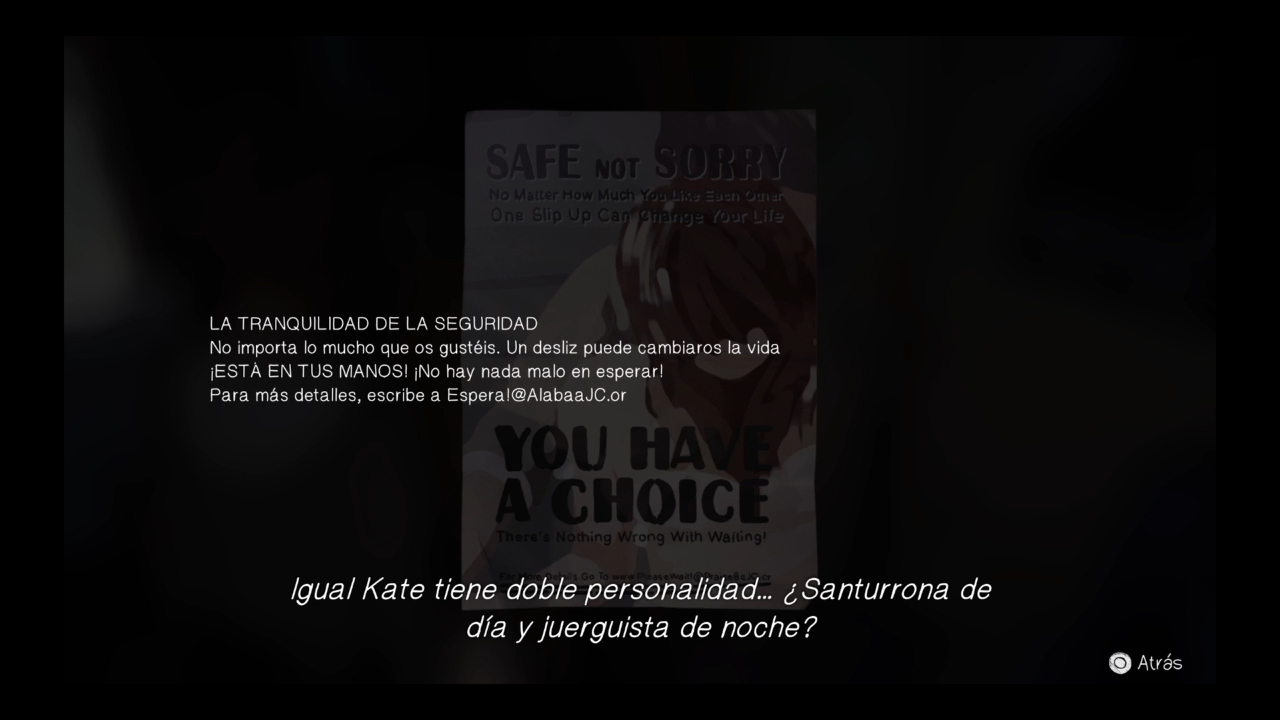 SAFE NOT SORRY
No Matter How Much You Like Each Other
One Slip Up Can Change Your Life
LA TRANQUILIDAD DE LA SEGURIDAD
No importa lo mucho que os gustéis. Un desliz puede cambiaros la vida
¡ESTÁ EN TUS MANOS! ¡No hay nada malo en esperar!
Para más detalles, escribe a Espera!@AlabaaJC.or
YOU HAVE
A CHOICE
There's Nothing Wrong With Waiting!
Igual Kate tiene doble personalidad... ¿Santurrona de
día y juerguista de noche?
Atrás